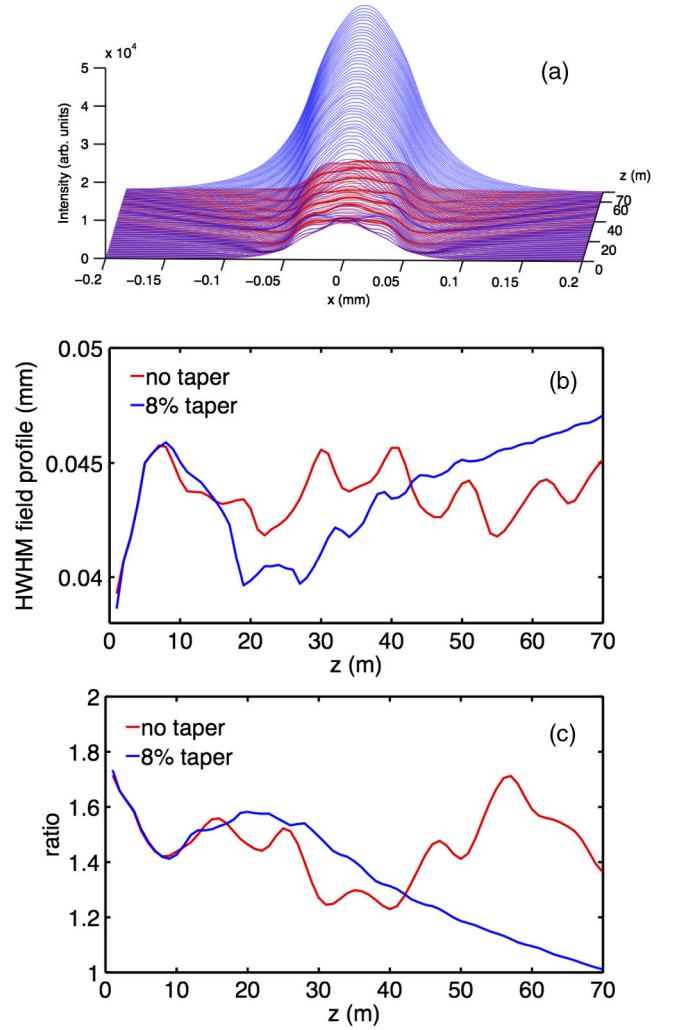 x 10⁴
(a)
5
4
3
2
1
0
Intensity (arb. units)
z (m)
70
60
40
20
0
−0.2
−0.15
−0.1
−0.05
0
0.05
0.1
0.15
0.2
x (mm)
0.05
0.045
0.04
HWHM field profile (mm)
no taper
8% taper
(b)
0 10 20 30 40 50 60 70
z (m)
2
1.8
1.6
1.4
1.2
1
ratio
no taper
8% taper
(c)
0 10 20 30 40 50 60 70
z (m)